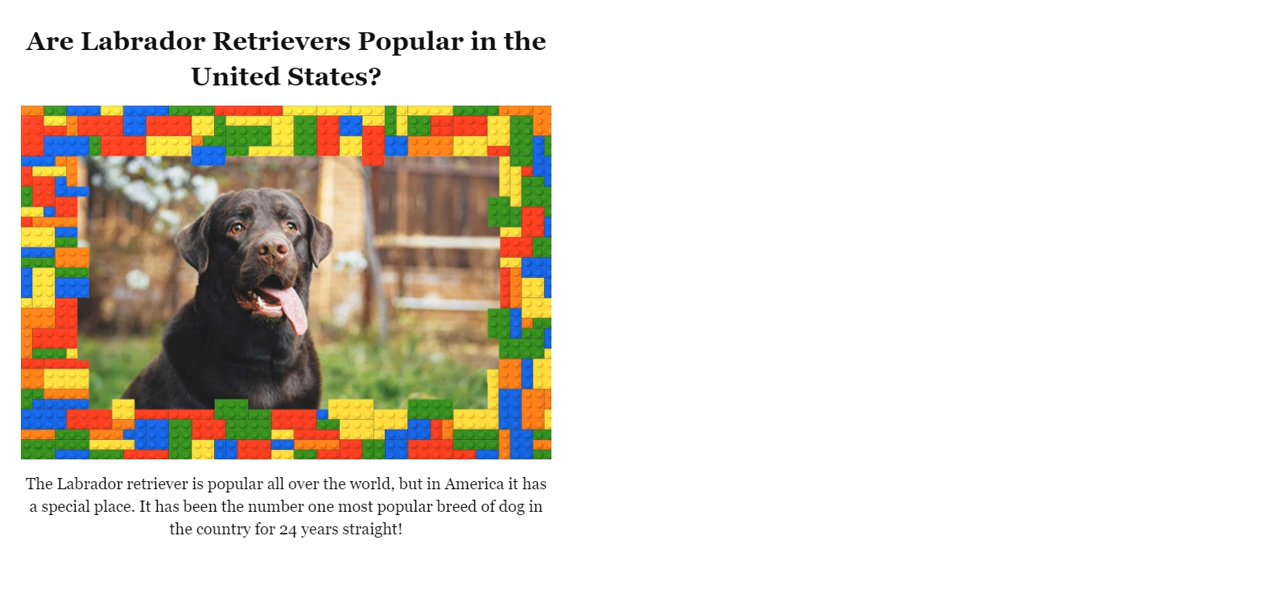 Are Labrador Retrievers Popular in the
United States?
The Labrador retriever is popular all over the world, but in America it has
a special place. It has been the number one most popular breed of dog in
the country for 24 years straight!